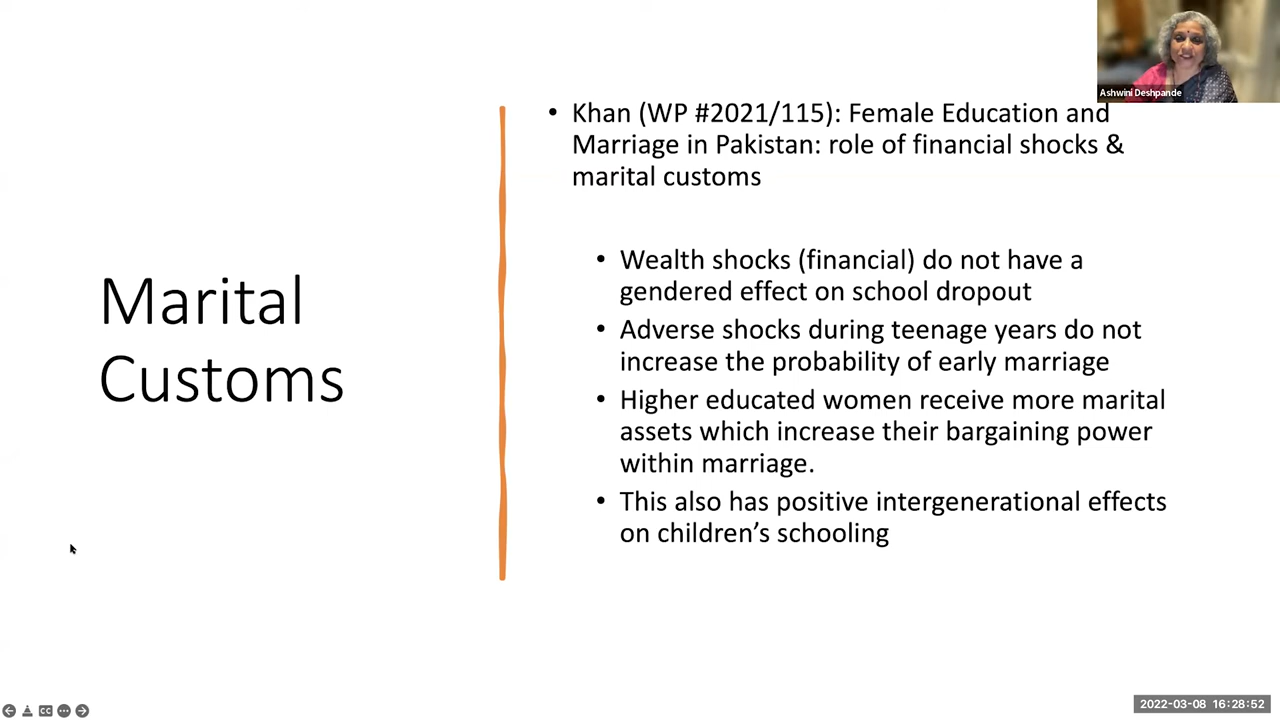 Ashwini Deshpande
Marital
Customs
• Khan (WP #2021/115): Female Education and
Marriage in Pakistan: role of financial shocks &
marital customs
• Wealth shocks (financial) do not have a
gendered effect on school dropout
• Adverse shocks during teenage years do not
increase the probability of early marriage
• Higher educated women receive more marital
assets which increase their bargaining power
within marriage.
• This also has positive intergenerational effects
on children’s schooling
CC
2022-03-08 16:28:52